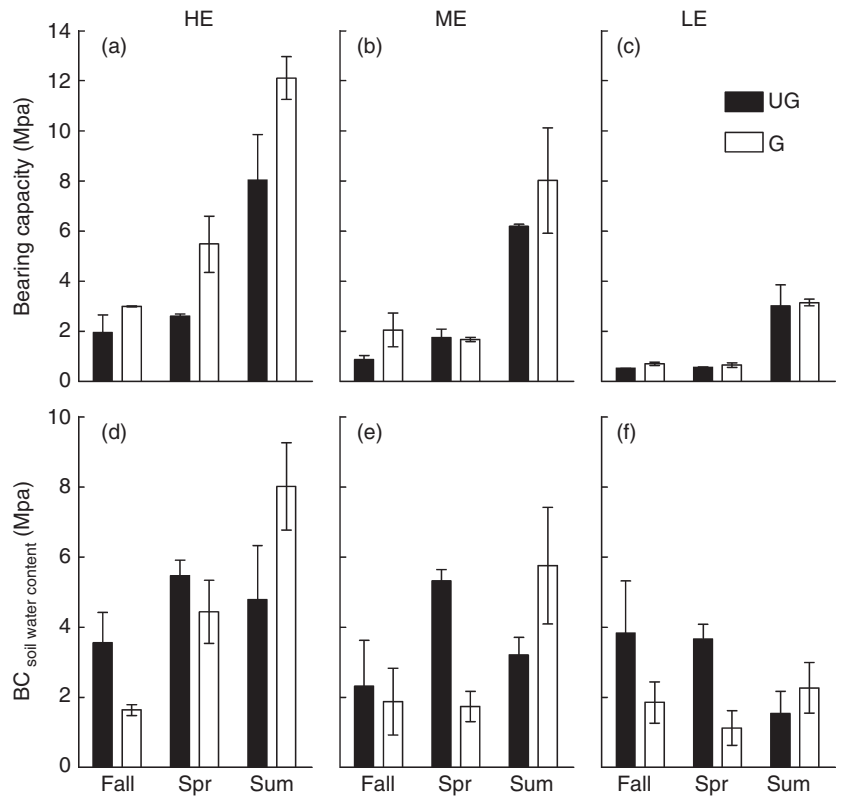 HE ME LE
(a) (b) (c)
14
12
10
8
6
4
2
0
Bearing capacity (Mpa)
UG
G
(d) (e) (f)
10
8
6
4
2
0
BC soil water content (Mpa)
Fall Spr Sum Fall Spr Sum Fall Spr Sum